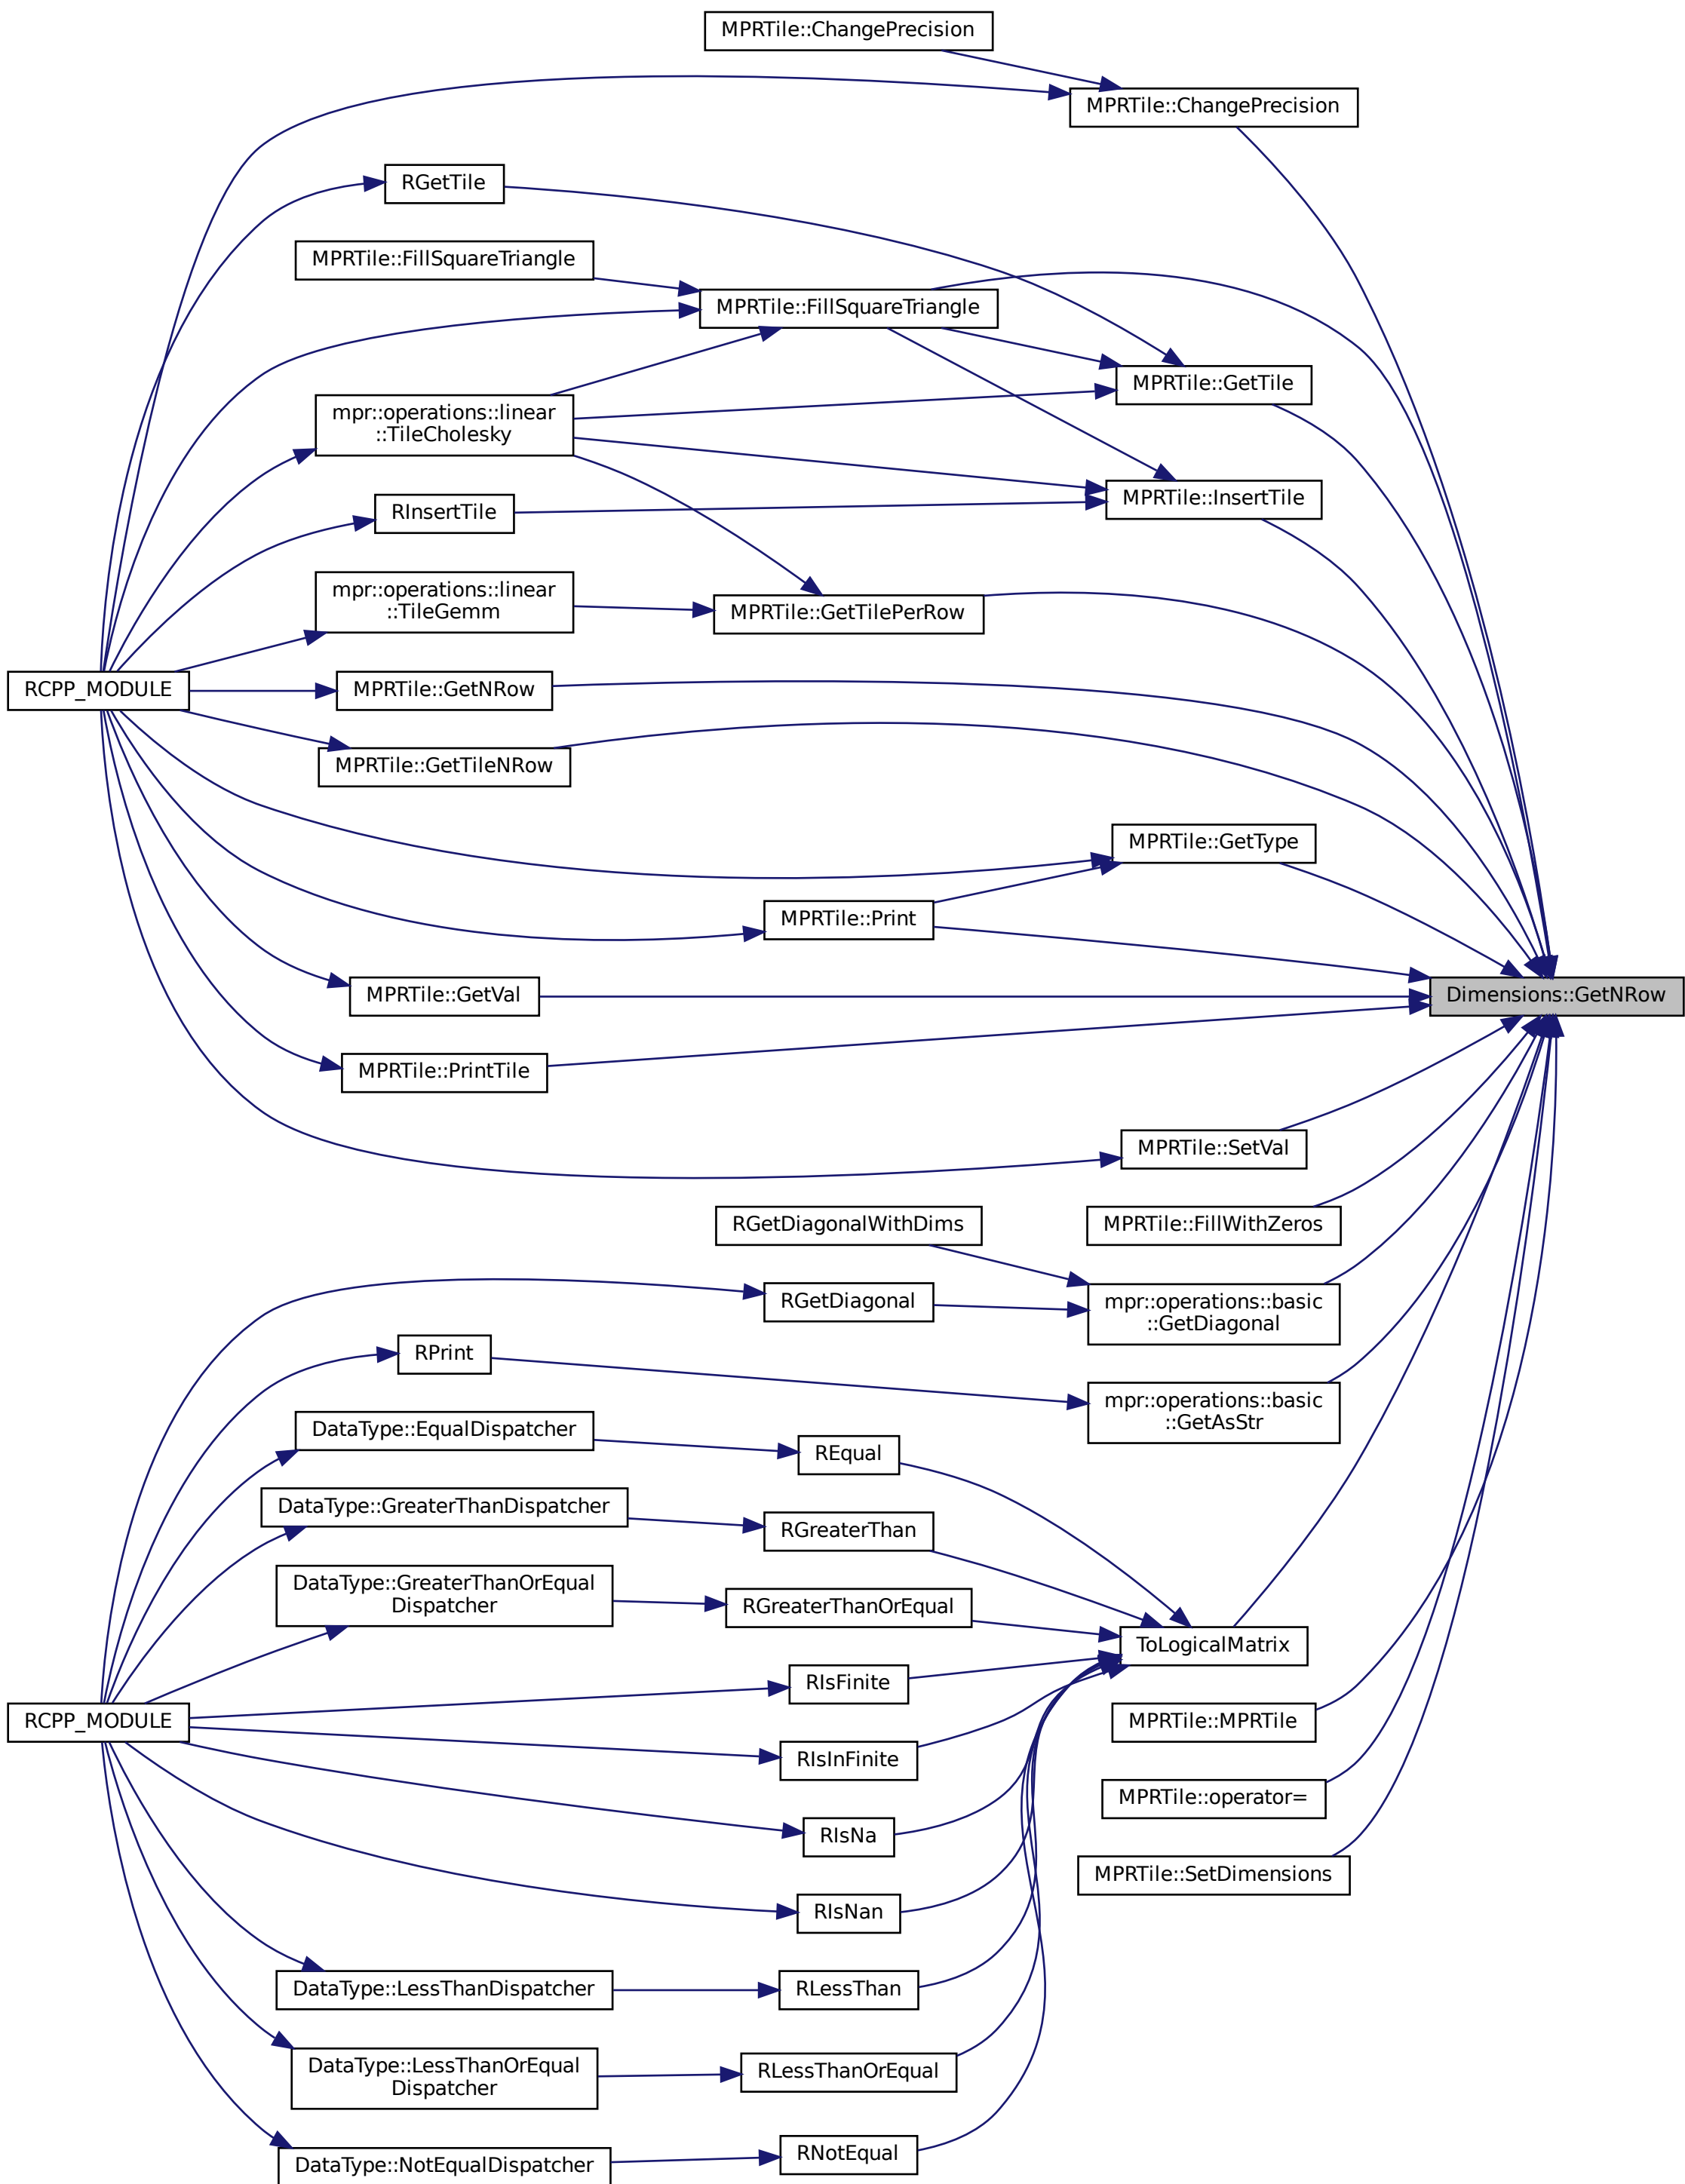 MPRTile::ChangePrecision
MPRTile::ChangePrecision
RGetTile
MPRTile::FillSquareTriangle
MPRTile::FillSquareTriangle
MPRTile::GetTile
mpr::operations::linear
::TileCholesky
MPRTile::InsertTile
RInsertTile
mpr::operations::linear
::TileGemm
MPRTile::GetTilePerRow
RCPP_MODULE
MPRTile::GetNRow
MPRTile::GetTileNRow
MPRTile::GetType
MPRTile::Print
MPRTile::GetVal
Dimensions::GetNRow
MPRTile::PrintTile
MPRTile::SetVal
RGetDiagonalWithDims
MPRTile::FillWithZeros
RGetDiagonal
mpr::operations::basic
::GetDiagonal
RPrint
mpr::operations::basic
::GetAsStr
DataType::EqualDispatcher
REqual
DataType::GreaterThanDispatcher
RGreaterThan
DataType::GreaterThanOrEqual
Dispatcher
RGreaterThanOrEqual
ToLogicalMatrix
RIsFinite
RCPP_MODULE
MPRTile::MPRTile
RIsInFinite
MPRTile::operator=
RIsNa
MPRTile::SetDimensions
RIsNan
DataType::LessThanDispatcher
RLessThan
DataType::LessThanOrEqual
Dispatcher
RLessThanOrEqual
RNotEqual
DataType::NotEqualDispatcher